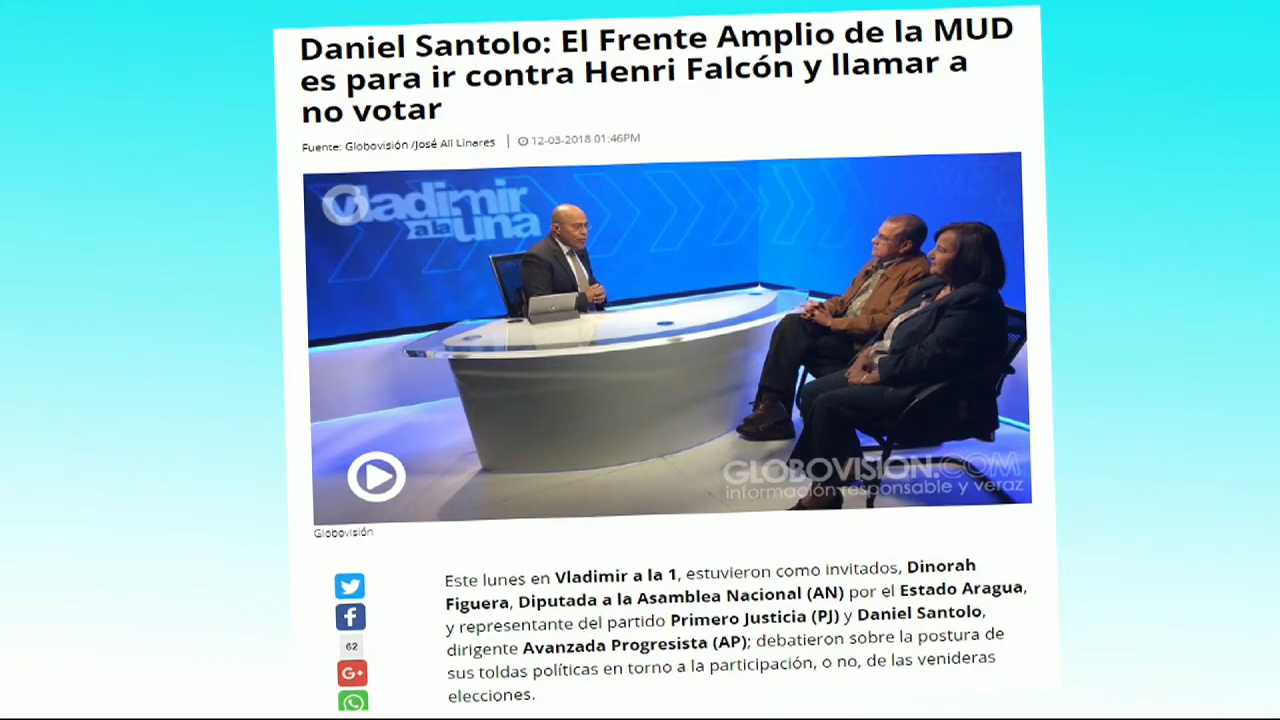 Daniel Santolo: El Frente Amplio de la MUD
es para ir contra Henri Falcón y llamar a
no votar
Fuente: Globovisión /José Alí Linares | 12-03-2018 01:46PM
vladimir
a la una
GLOBOVISION.COM
información responsable y veraz
Globovisión
Este lunes en Vladimir a la 1, estuvieron como invitados, Dinorah
Figuera, Diputada a la Asamblea Nacional (AN) por el Estado Aragua,
y representante del partido Primero Justicia (PJ) y Daniel Santolo,
dirigente Avanzada Progresista (AP); debatieron sobre la postura de
sus toldas políticas en torno a la participación, o no, de las venideras
elecciones.
62
G+